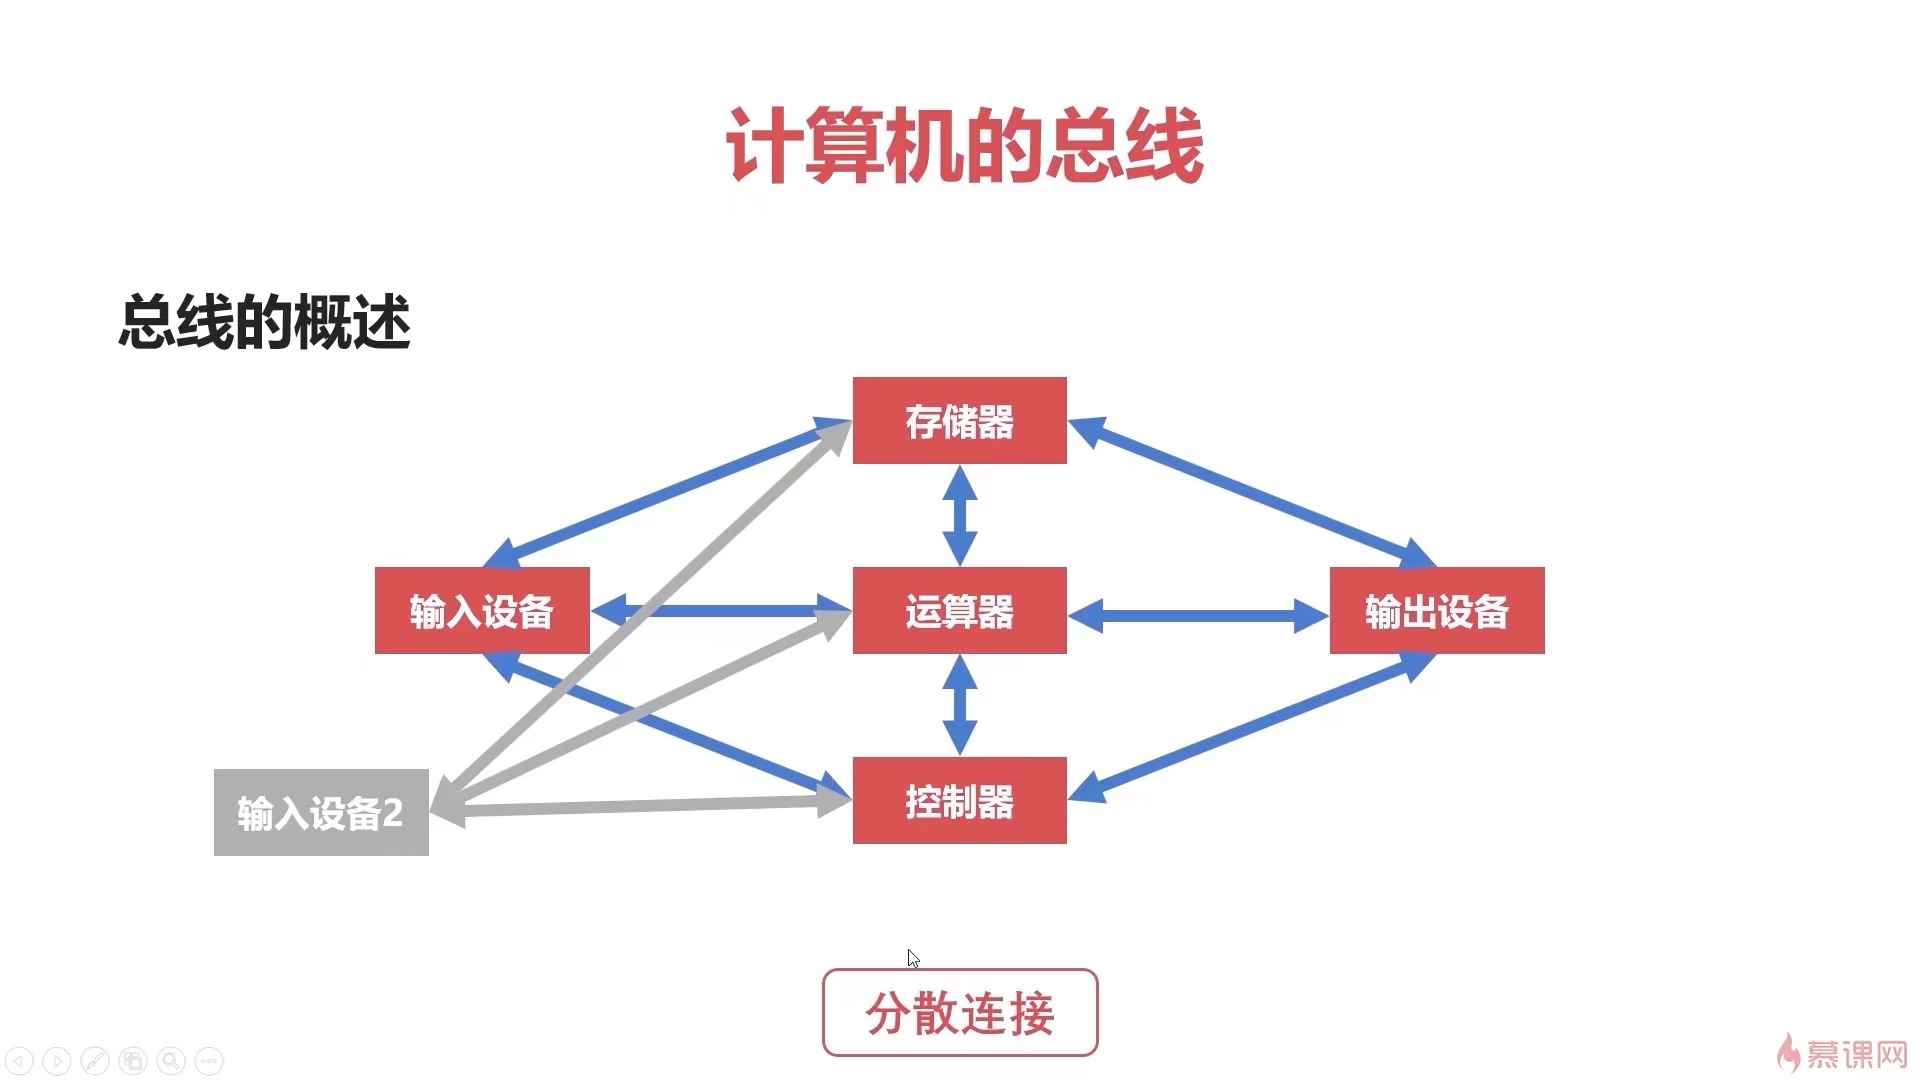 计算机的总线
总线的概述
存储器
输入设备
运算器
输出设备
输入设备2
控制器
分散连接
慕课网